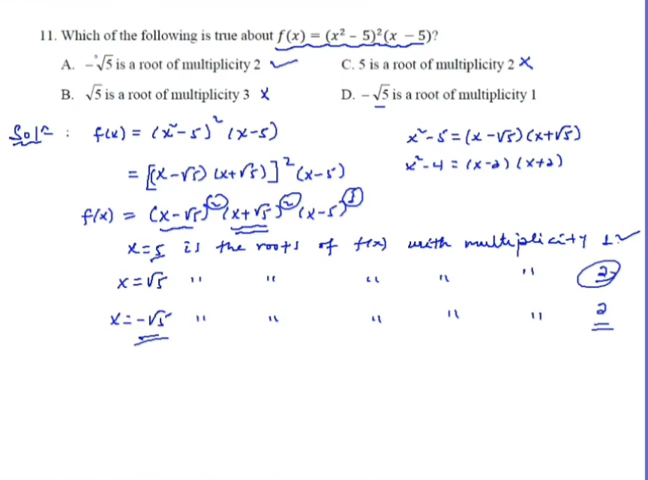 11. Which of the following is true about f(x) = (x² − 5)²(x − 5)?
A. −√5 is a root of multiplicity 2 ✓
C. 5 is a root of multiplicity 2 ×
B. √5 is a root of multiplicity 3 ×
D. −√5 is a root of multiplicity 1
Solⁿ : f(x) = (x²−5)² (x−5)
x²−5 = (x−√5)(x+√5)
= [(x−√5) (x+√5)]² (x−5)
x²−4 = (x−2) (x+2)
f(x) = (x−√5)² (x+√5)² (x−5)¹
x=5 is the roots of f(x) with multiplicity 1 ✓
x=√5 " " " " " 2
x=−√5 " " " " " 2